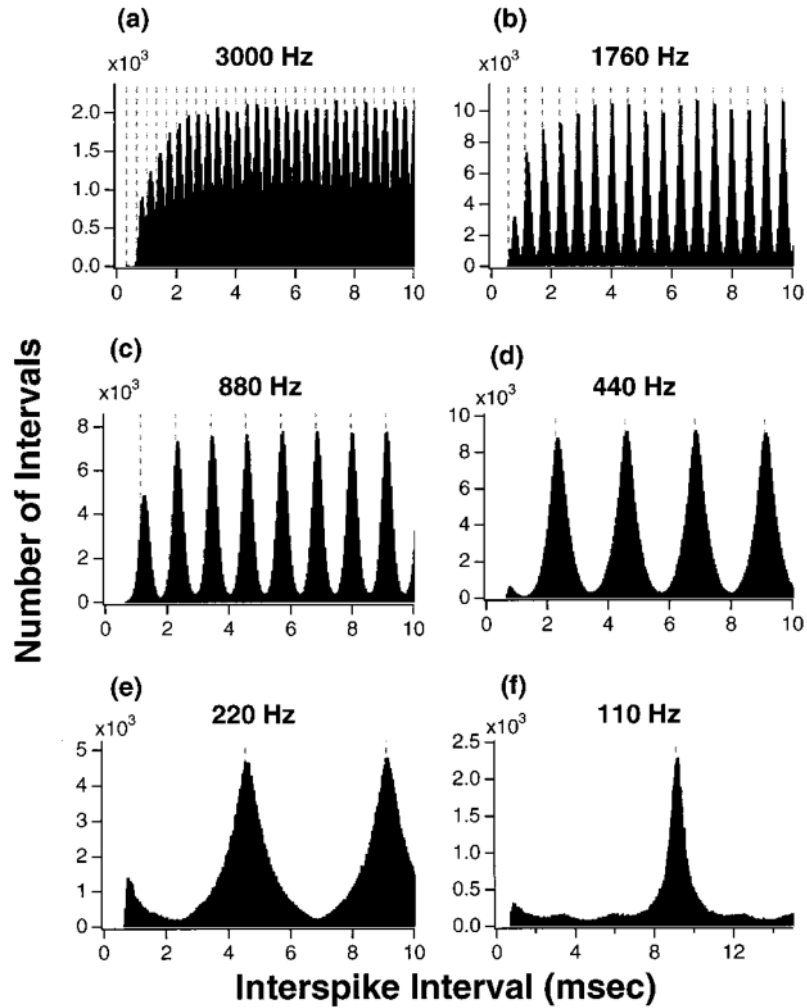 (a)
3000 Hz
x10³
2.0
1.5
1.0
0.5
0.0
0 2 4 6 8 10
(b)
1760 Hz
x10³
10
8
6
4
2
0
0 2 4 6 8 10
(c)
880 Hz
x10³
8
6
4
2
0
0 2 4 6 8 10
(d)
440 Hz
x10³
10
8
6
4
2
0
0 2 4 6 8 10
(e)
220 Hz
x10³
5
4
3
2
1
0
0 2 4 6 8 10
(f)
110 Hz
x10³
2.5
2.0
1.5
1.0
0.5
0.0
0 4 8 12
Number of Intervals
Interspike Interval (msec)